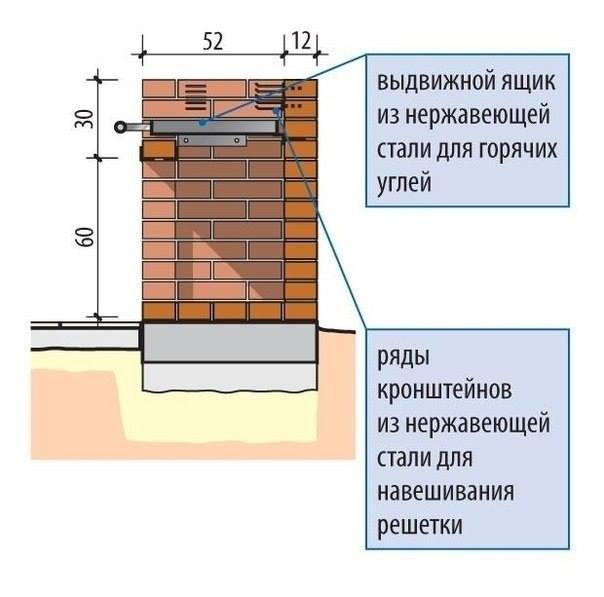 52
12
30
60
выдвижной ящик
из нержавеющей
стали для горячих
углей
ряды
кронштейнов
из нержавеющей
стали для
навешивания
решетки